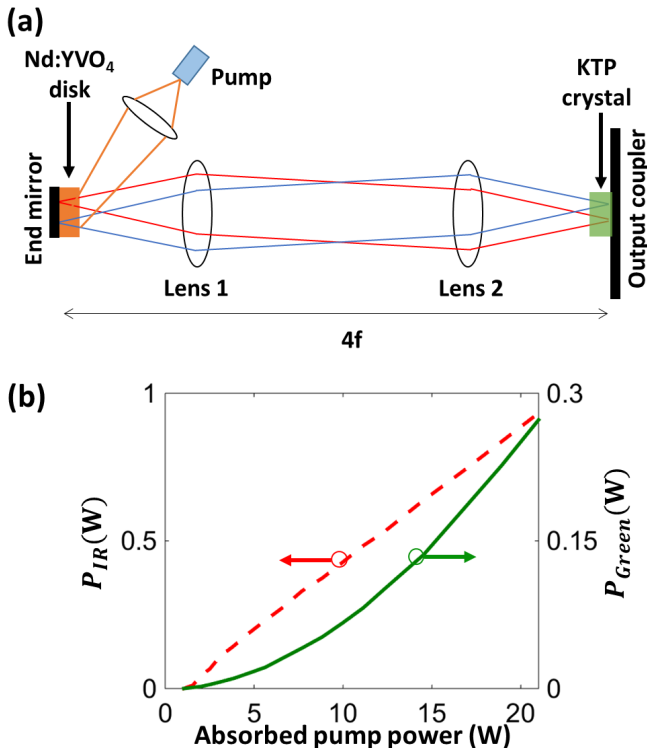 (a)
Nd:YVO4
disk
Pump
KTP
crystal
End mirror
Output coupler
Lens 1
Lens 2
4f
(b)
1
0.3
P_IR(W)
0.5
0.15
P_Green(W)
0
0
0
5
10
15
20
Absorbed pump power (W)